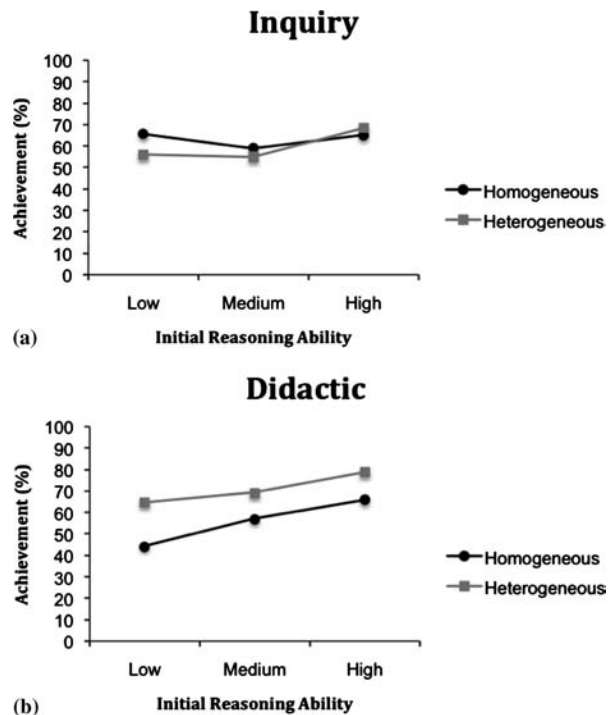 Inquiry
Achievement (%)
100
90
80
70
60
50
40
30
20
10
0
Low Medium High
Initial Reasoning Ability
Homogeneous
Heterogeneous
(a)
Didactic
Achievement (%)
100
90
80
70
60
50
40
30
20
10
0
Low Medium High
Initial Reasoning Ability
Homogeneous
Heterogeneous
(b)